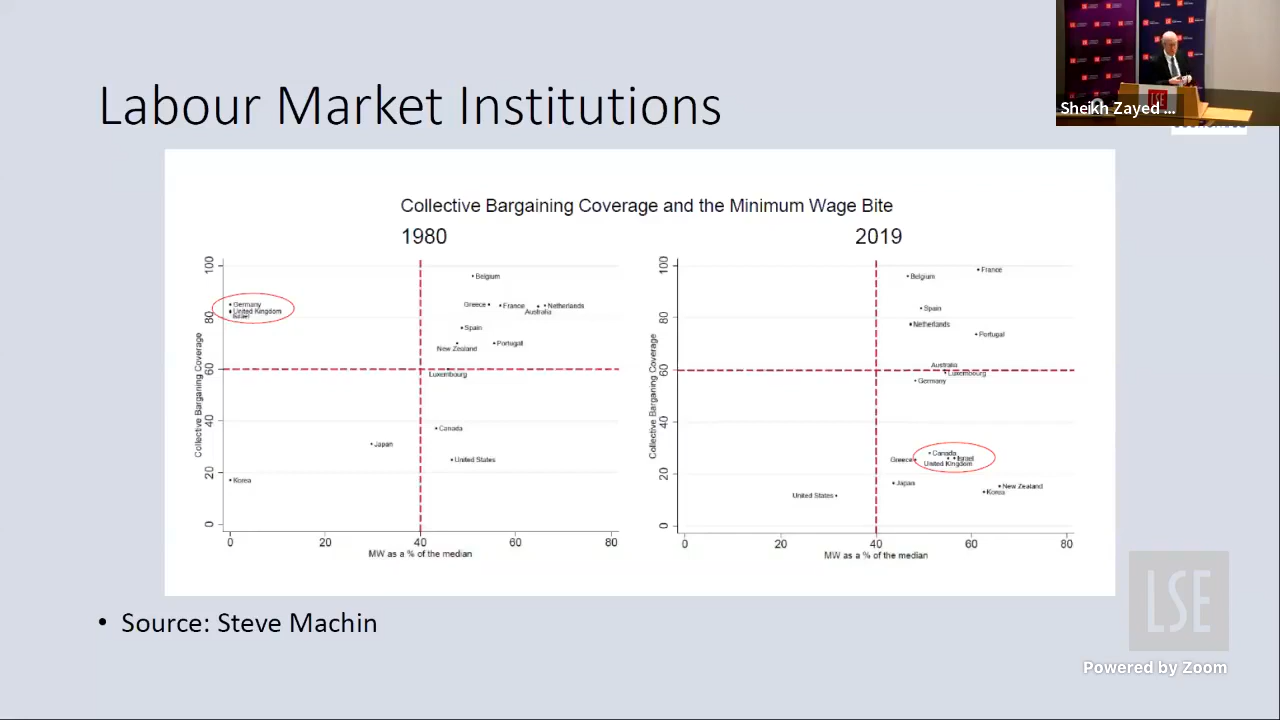 Labour Market Institutions
Sheikh Zayed ...
LSE
Collective Bargaining Coverage and the Minimum Wage Bite
1980
Collective Bargaining Coverage
100
80
60
40
20
0
Belgium
Germany
United Kingdom
Israel
Greece
France
Netherlands
Australia
Spain
New Zealand
Portugal
Luxembourg
Canada
Japan
United States
Korea
0 20 40 60 80
MW as a % of the median
2019
Collective Bargaining Coverage
100
80
60
40
20
0
France
Belgium
Spain
Netherlands
Portugal
Australia
Luxembourg
Germany
Canada
Greece
Israel
United Kingdom
Japan
New Zealand
Korea
United States
0 20 40 60 80
MW as a % of the median
• Source: Steve Machin
LSE
Powered by Zoom